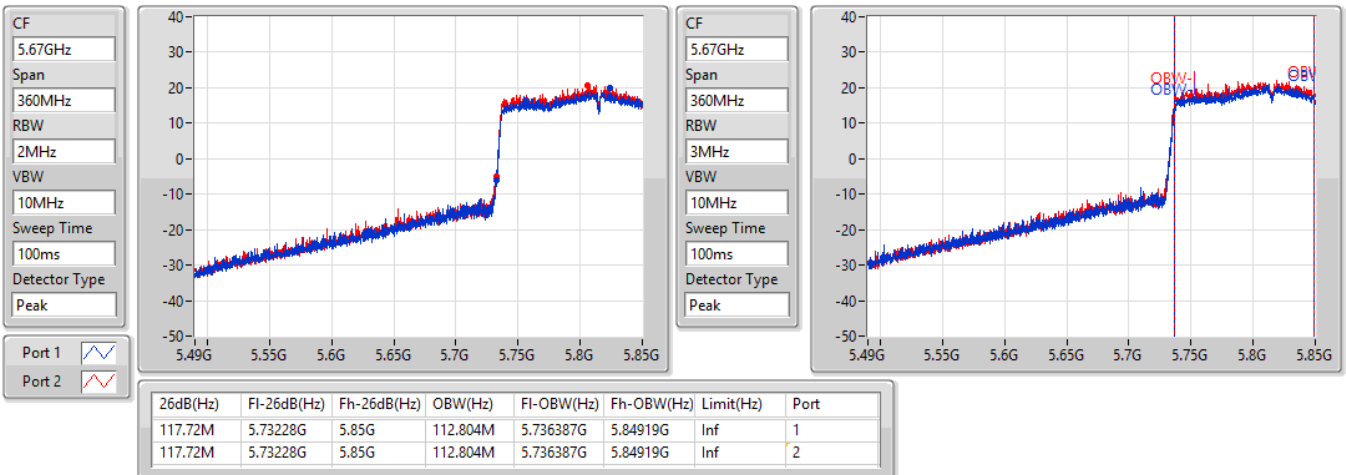 CF
5.67GHz
Span
360MHz
RBW
2MHz
VBW
10MHz
Sweep Time
100ms
Detector Type
Peak
Port 1
Port 2
40
30
20
10
0
-10
-20
-30
-40
-50
5.49G 5.55G 5.6G 5.65G 5.7G 5.75G 5.8G 5.85G
CF
5.67GHz
Span
360MHz
RBW
3MHz
VBW
10MHz
Sweep Time
100ms
Detector Type
Peak
40
30
20
10
0
-10
-20
-30
-40
-50
OBW-l
OBW-l
OBW
OBW
5.49G 5.55G 5.6G 5.65G 5.7G 5.75G 5.8G 5.85G
26dB(Hz) Fl-26dB(Hz) Fh-26dB(Hz) OBW(Hz) Fl-OBW(Hz) Fh-OBW(Hz) Limit(Hz) Port
117.72M 5.73228G 5.85G 112.804M 5.736387G 5.84919G Inf 1
117.72M 5.73228G 5.85G 112.804M 5.736387G 5.84919G Inf 2